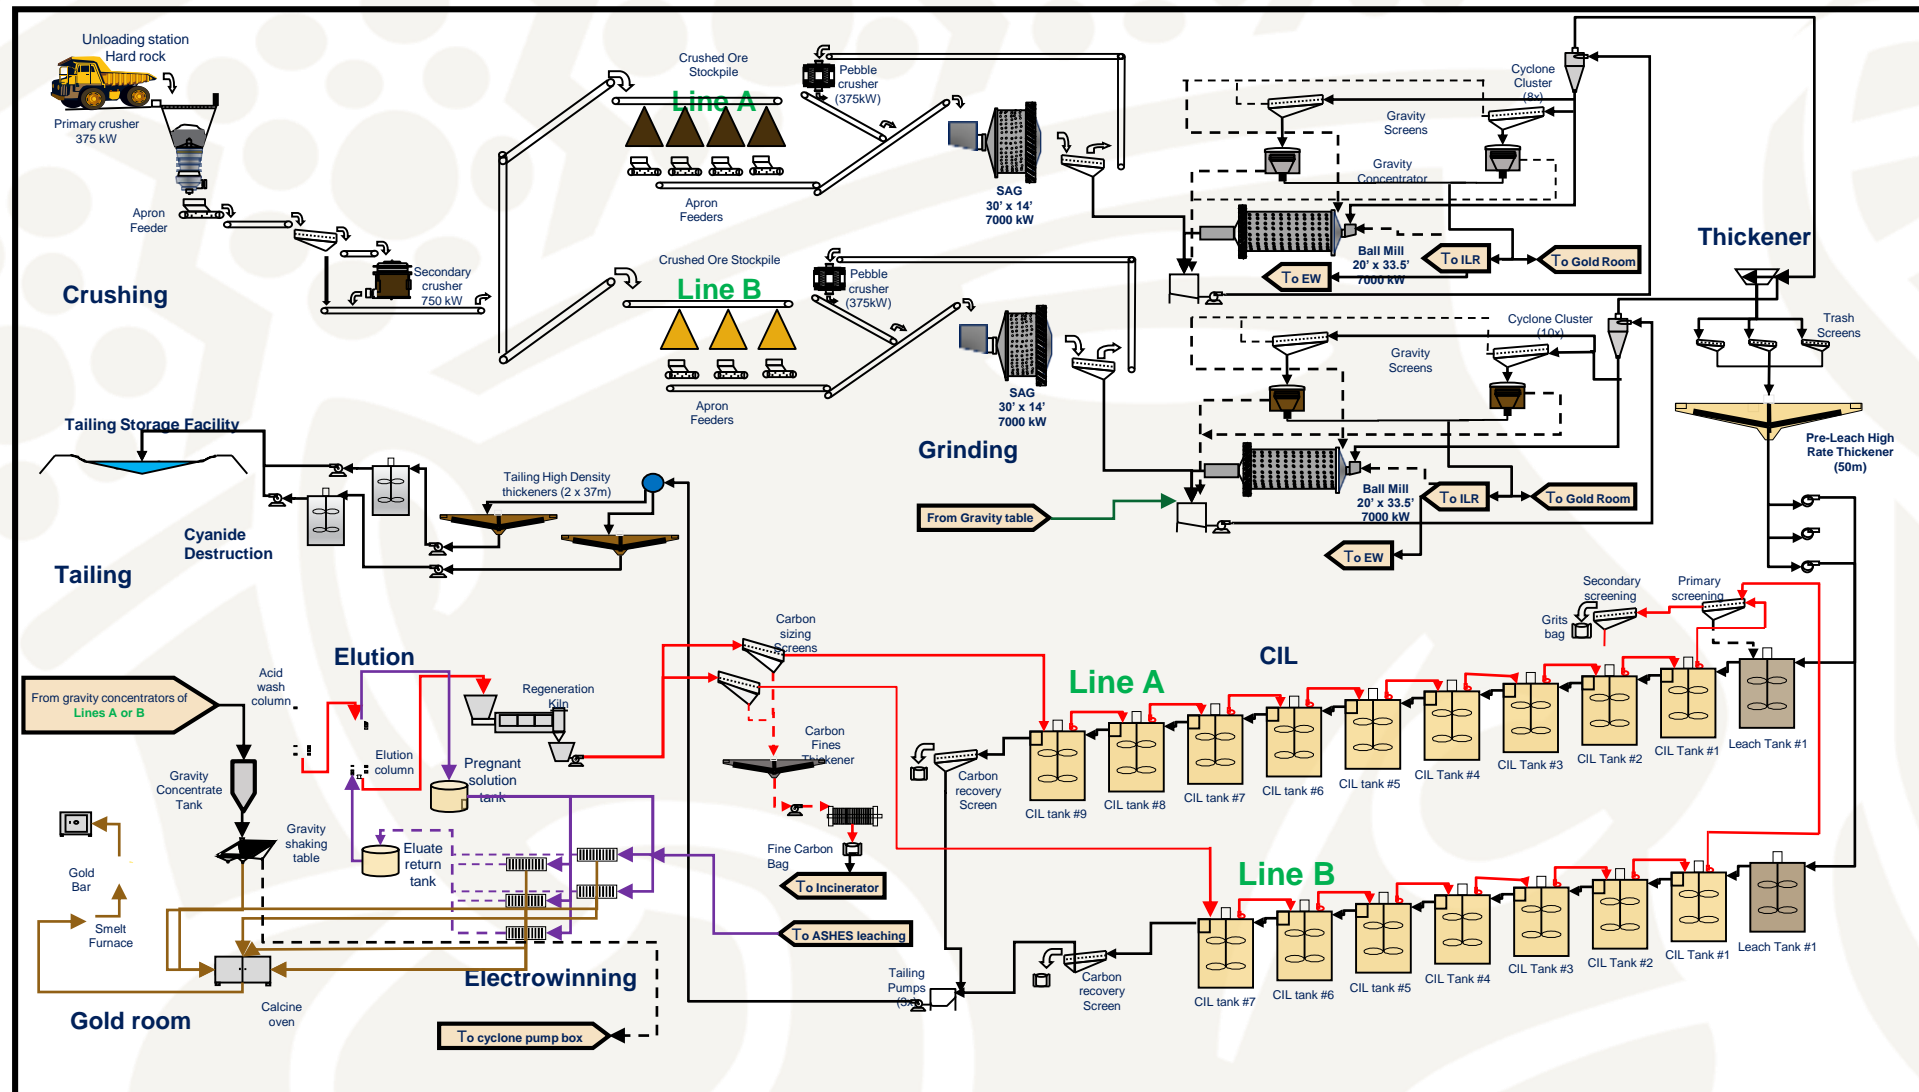 Unloading station
Hard rock
Primary crusher
375 kW
Apron
Feeder
Secondary
crusher
750 kW
Crushing
Crushed Ore
Stockpile
Line A
Apron
Feeders
Pebble
crusher
(375kW)
SAG
30' x 14'
7000 kW
Crushed Ore Stockpile
Line B
Apron
Feeders
Pebble
crusher
(375kW)
SAG
30' x 14'
7000 kW
Grinding
Cyclone
Cluster
(8x)
Gravity
Screens
Gravity
Concentrator
Ball Mill
20' x 33.5'
7000 kW
To ILR
To Gold Room
To EW
Cyclone Cluster
(10x)
Gravity
Screens
Ball Mill
20' x 33.5'
7000 kW
To ILR
To Gold Room
To EW
From Gravity table
Thickener
Trash
Screens
Pre-Leach High
Rate Thickener
(50m)
Tailing Storage Facility
Tailing High Density
thickeners (2 x 37m)
Cyanide
Destruction
Tailing
Elution
Acid
wash
column
From gravity concentrators of
Lines A or B
Elution
column
Regeneration
Kiln
Pregnant
solution
tank
Gravity
Concentrate
Tank
Gravity
shaking
table
Eluate
return
tank
Gold
Bar
Smelt
Furnace
Calcine
oven
Gold room
Electrowinning
To cyclone pump box
Carbon
sizing
Screens
Carbon
Fines
Thickener
Fine Carbon
Bag
To Incinerator
To ASHES leaching
Tailing
Pumps
(3x)
CIL
Line A
Secondary
screening
Primary
screening
Grits
bag
Carbon
recovery
Screen
CIL tank #9
CIL tank #8
CIL tank #7
CIL tank #6
CIL tank #5
CIL Tank #4
CIL Tank #3
CIL Tank #2
CIL Tank #1
Leach Tank #1
Line B
Carbon
recovery
Screen
CIL tank #7
CIL tank #6
CIL tank #5
CIL Tank #4
CIL Tank #3
CIL Tank #2
CIL Tank #1
Leach Tank #1